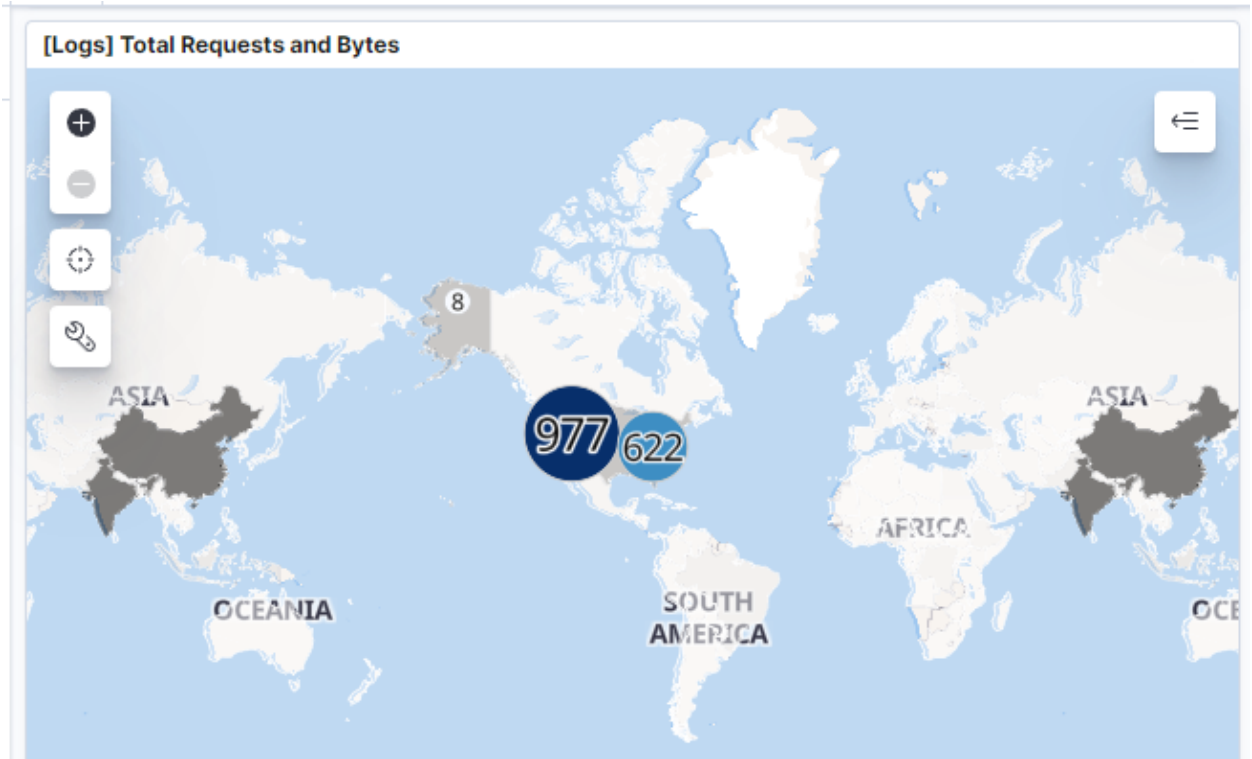 [Logs] Total Requests and Bytes
8
ASIA
ASIA
977
622
AFRICA
OCEANIA
SOUTH
AMERICA
OCE